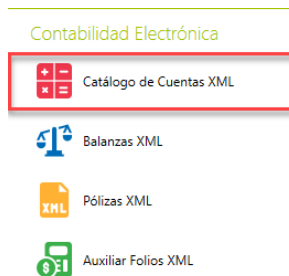 Contabilidad Electrónica
Catálogo de Cuentas XML
Balanzas XML
XML
Pólizas XML
Auxiliar Folios XML